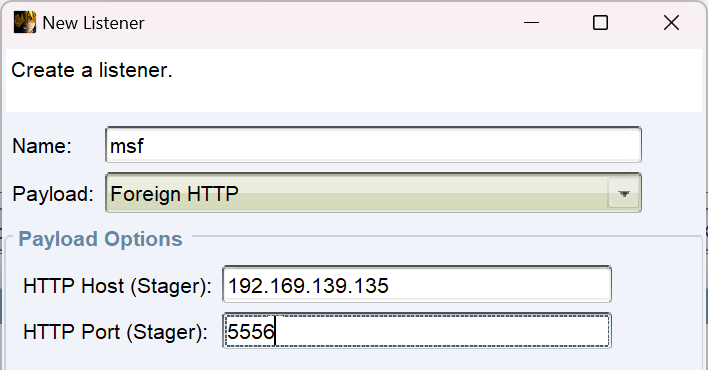 New Listener
Create a listener.
Name: msf
Payload: Foreign HTTP
Payload Options
HTTP Host (Stager): 192.169.139.135
HTTP Port (Stager): 5556